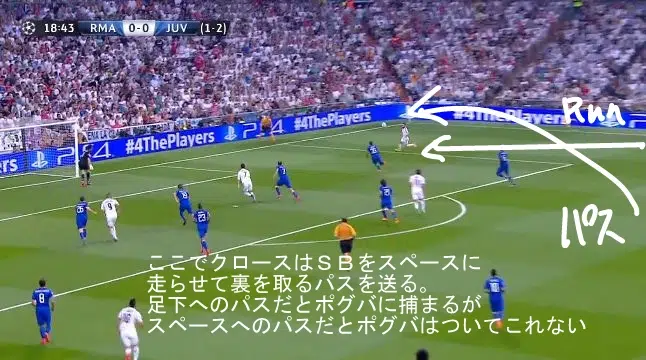 18:43 RMA 0-0 JUV (1-2)
#4ThePlayers
#4ThePlayers PS4 #4ThePlayers
PS4 #4ThePlayers
Run
パス
ここでクロースはＳＢをスペースに
走らせて裏を取るパスを送る。
足下へのパスだとポグバに捕まるが
スペースへのパスだとポグバはついてこれない